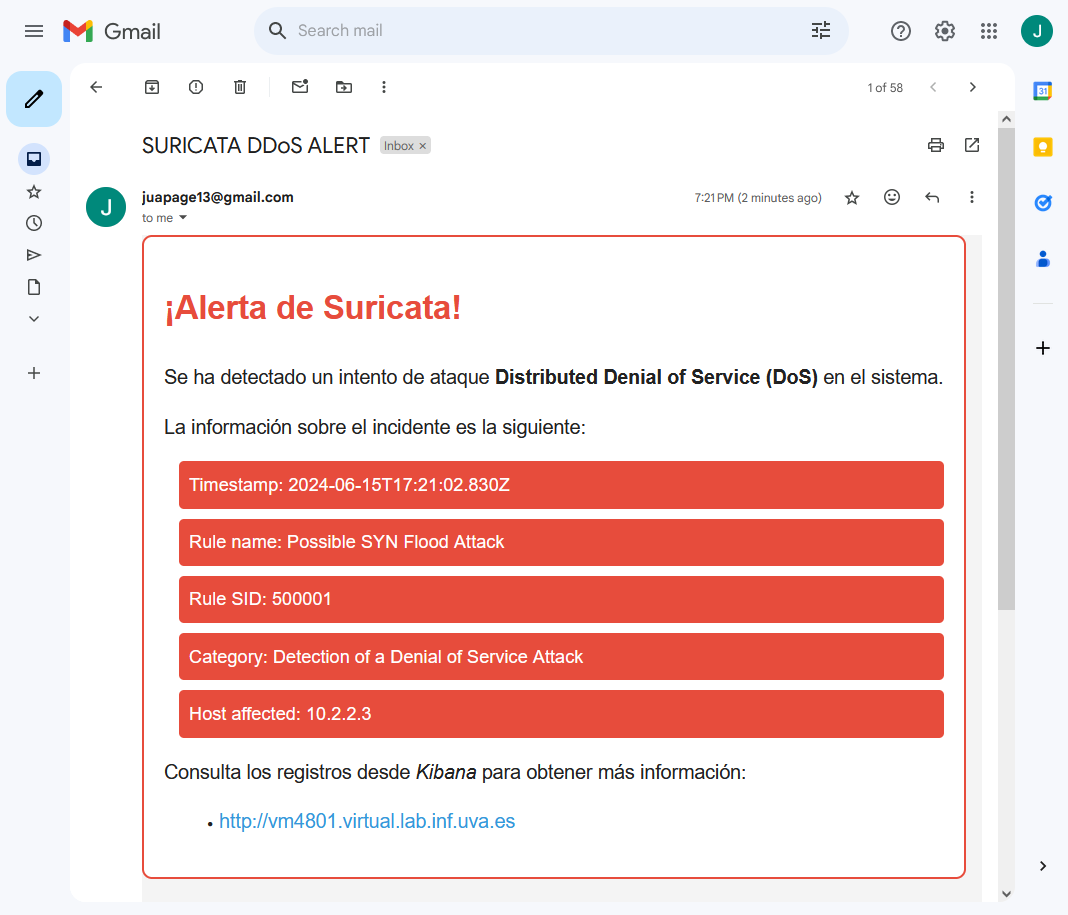 Gmail
Search mail
J
1 of 58
31
SURICATA DDoS ALERT
Inbox ×
J
juapage13@gmail.com
7:21 PM (2 minutes ago)
to me
¡Alerta de Suricata!
Se ha detectado un intento de ataque Distributed Denial of Service (DoS) en el sistema.
La información sobre el incidente es la siguiente:
Timestamp: 2024-06-15T17:21:02.830Z
Rule name: Possible SYN Flood Attack
Rule SID: 500001
Category: Detection of a Denial of Service Attack
Host affected: 10.2.2.3
Consulta los registros desde Kibana para obtener más información:
• http://vm4801.virtual.lab.inf.uva.es